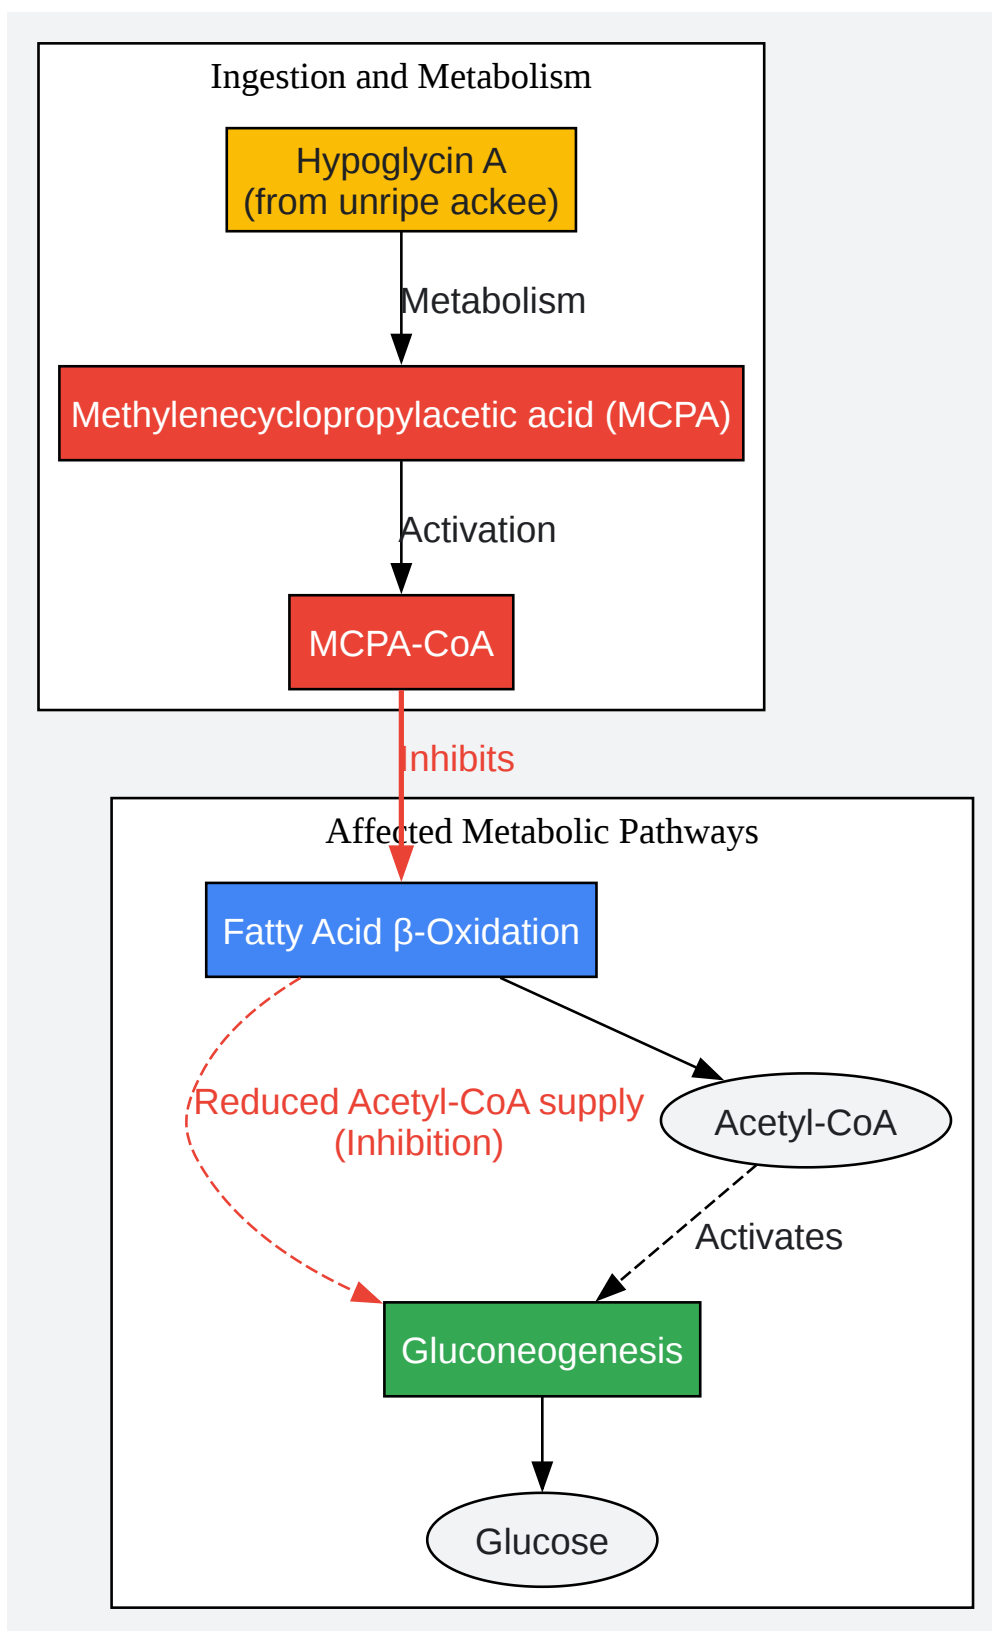 Ingestion and Metabolism
Hypoglycin A
(from unripe ackee)
Metabolism
Methylenecyclopropylacetic acid (MCPA)
Activation
MCPA-CoA
Inhibits
Affected Metabolic Pathways
Fatty Acid β-Oxidation
Reduced Acetyl-CoA supply
(Inhibition)
Acetyl-CoA
Activates
Gluconeogenesis
Glucose